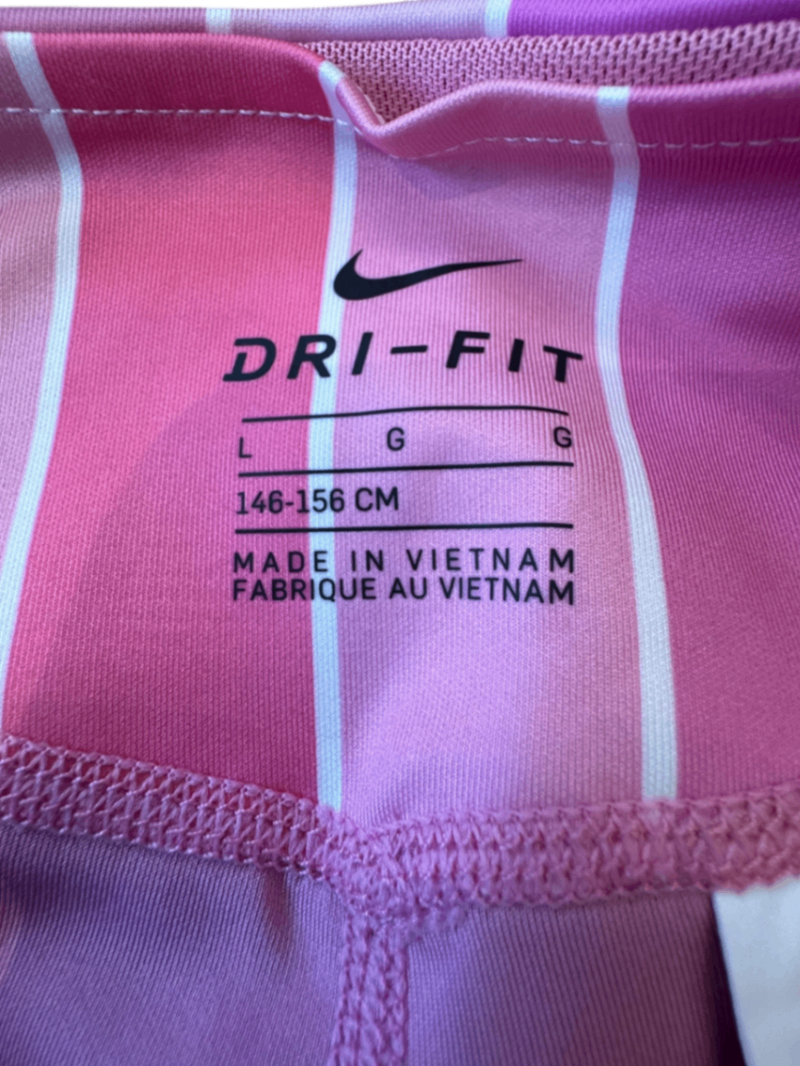 DRI-FIT
L G G
146-156 CM
MADE IN VIETNAM
FABRIQUE AU VIETNAM